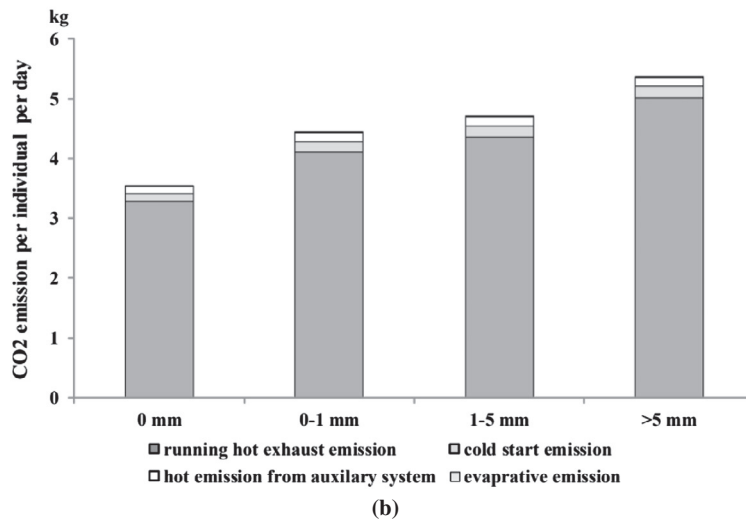 kg
6
5
4
3
2
1
0
CO2 emission per individual per day
0 mm 0-1 mm 1-5 mm >5 mm
running hot exhaust emission cold start emission
hot emission from auxilary system evaprative emission
(b)